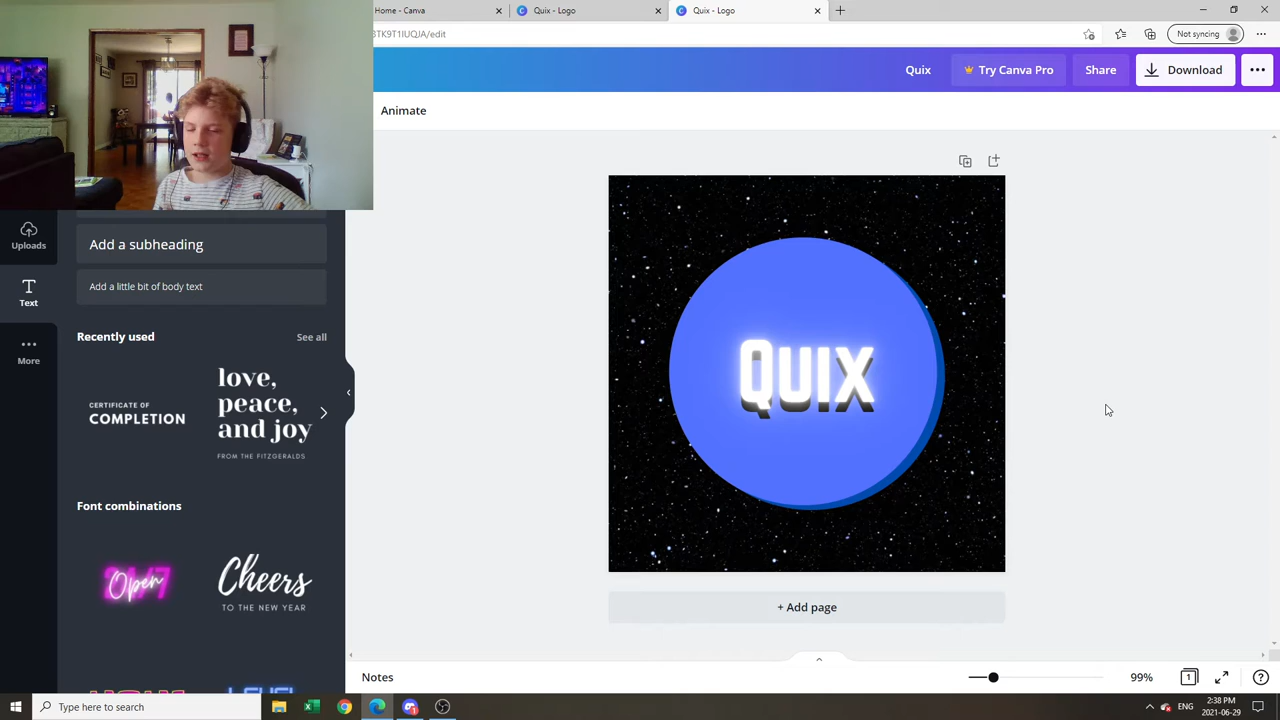 Home - Canva
Quix - Logo
Quix - Logo
3TK9T1IUQJA/edit
Not syncing
Quix
Try Canva Pro
Share
Download
Animate
Uploads
Text
More
Add a subheading
Add a little bit of body text
Recently used
See all
CERTIFICATE OF
COMPLETION
love,
peace,
and joy
FROM THE FITZGERALDS
Font combinations
Open
24/7
Cheers
TO THE NEW YEAR
QUIX
+ Add page
Notes
99%
1
Type here to search
ENG
2:38 PM
2021-06-29